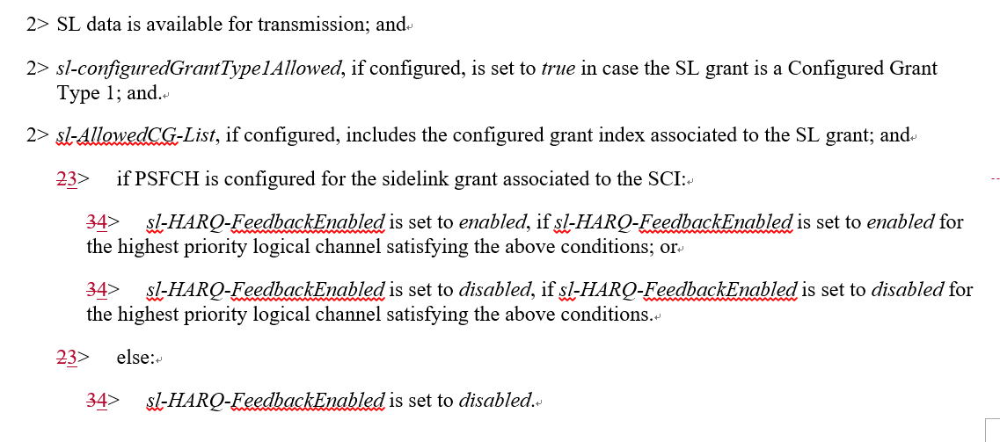 2> SL data is available for transmission; and
2> sl-configuredGrantType1Allowed, if configured, is set to true in case the SL grant is a Configured Grant
Type 1; and.
2> sl-AllowedCG-List, if configured, includes the configured grant index associated to the SL grant; and
23> if PSFCH is configured for the sidelink grant associated to the SCI:
34> sl-HARQ-FeedbackEnabled is set to enabled, if sl-HARQ-FeedbackEnabled is set to enabled for
the highest priority logical channel satisfying the above conditions; or
34> sl-HARQ-FeedbackEnabled is set to disabled, if sl-HARQ-FeedbackEnabled is set to disabled for
the highest priority logical channel satisfying the above conditions.
23> else:
34> sl-HARQ-FeedbackEnabled is set to disabled.